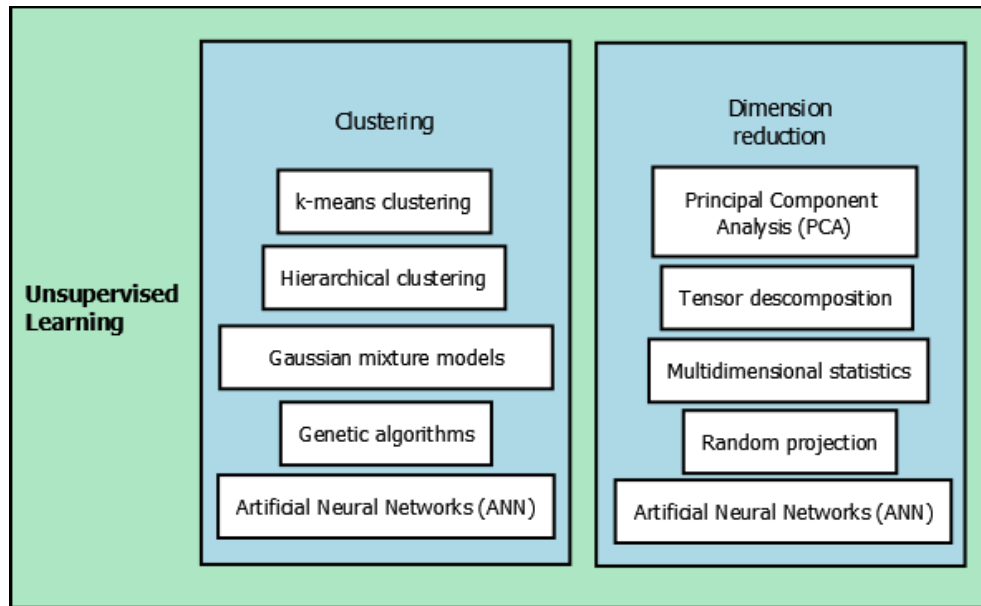 Unsupervised
Learning
Clustering
k-means clustering
Hierarchical clustering
Gaussian mixture models
Genetic algorithms
Artificial Neural Networks (ANN)
Dimension
reduction
Principal Component
Analysis (PCA)
Tensor descomposition
Multidimensional statistics
Random projection
Artificial Neural Networks (ANN)